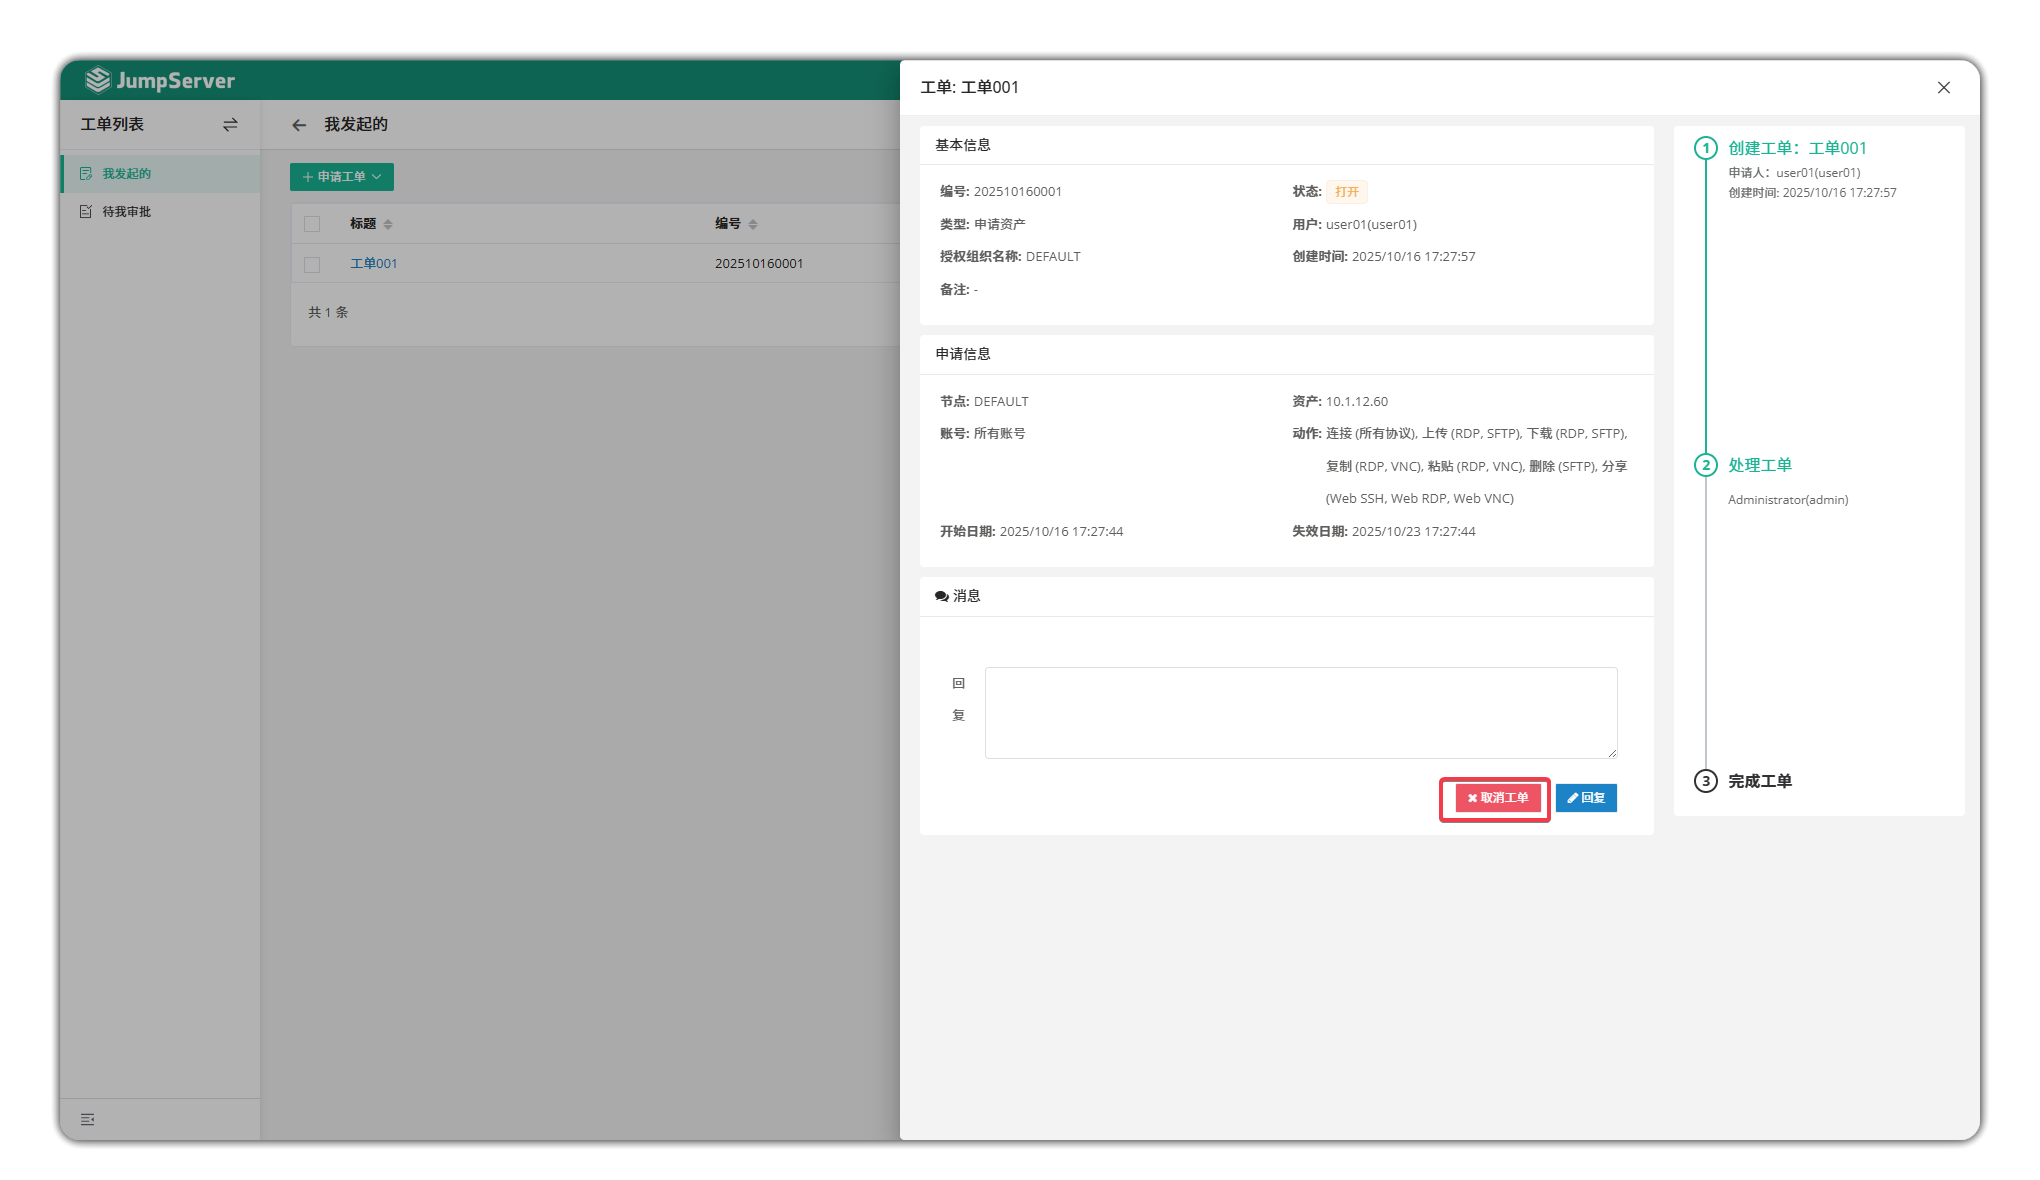 JumpServer
工单列表
我发起的
待我审批
我发起的
申请工单
标题 编号
工单001 202510160001
共 1 条
工单: 工单001
基本信息
编号: 202510160001 状态: 打开
类型: 申请资产 用户: user01(user01)
授权组织名称: DEFAULT 创建时间: 2025/10/16 17:27:57
备注: -
申请信息
节点: DEFAULT 资产: 10.1.12.60
账号: 所有账号 动作: 连接 (所有协议), 上传 (RDP, SFTP), 下载 (RDP, SFTP),
复制 (RDP, VNC), 粘贴 (RDP, VNC), 删除 (SFTP), 分享
(Web SSH, Web RDP, Web VNC)
开始日期: 2025/10/16 17:27:44 失效日期: 2025/10/23 17:27:44
消息
回
复
取消工单 回复
1 创建工单：工单001
申请人：user01(user01)
创建时间: 2025/10/16 17:27:57
2 处理工单
Administrator(admin)
3 完成工单